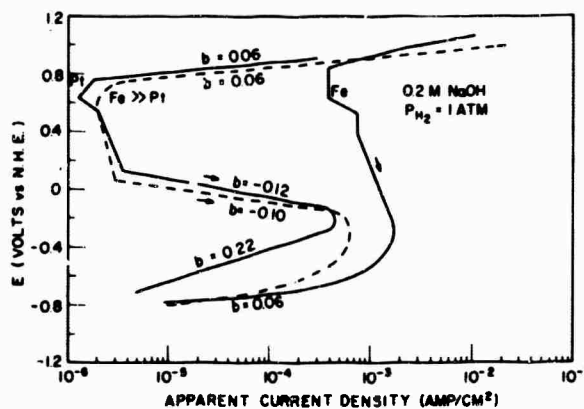 1.2
0.8
0.4
0
-0.4
-0.8
-1.2
E (VOLTS vs N.H.E.)
b = 0.06
b = 0.06
Pt
Fe >> Pt
Fe
0.2 M NaOH
P_H2 = 1 ATM
b = -0.12
b = -0.10
b = 0.22
b = 0.06
10^-6 10^-5 10^-4 10^-3 10^-2 10^-1
APPARENT CURRENT DENSITY (AMP/CM^2)